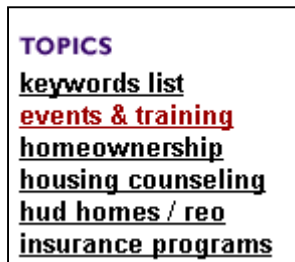 TOPICS
keywords list
events & training
homeownership
housing counseling
hud homes / reo
insurance programs